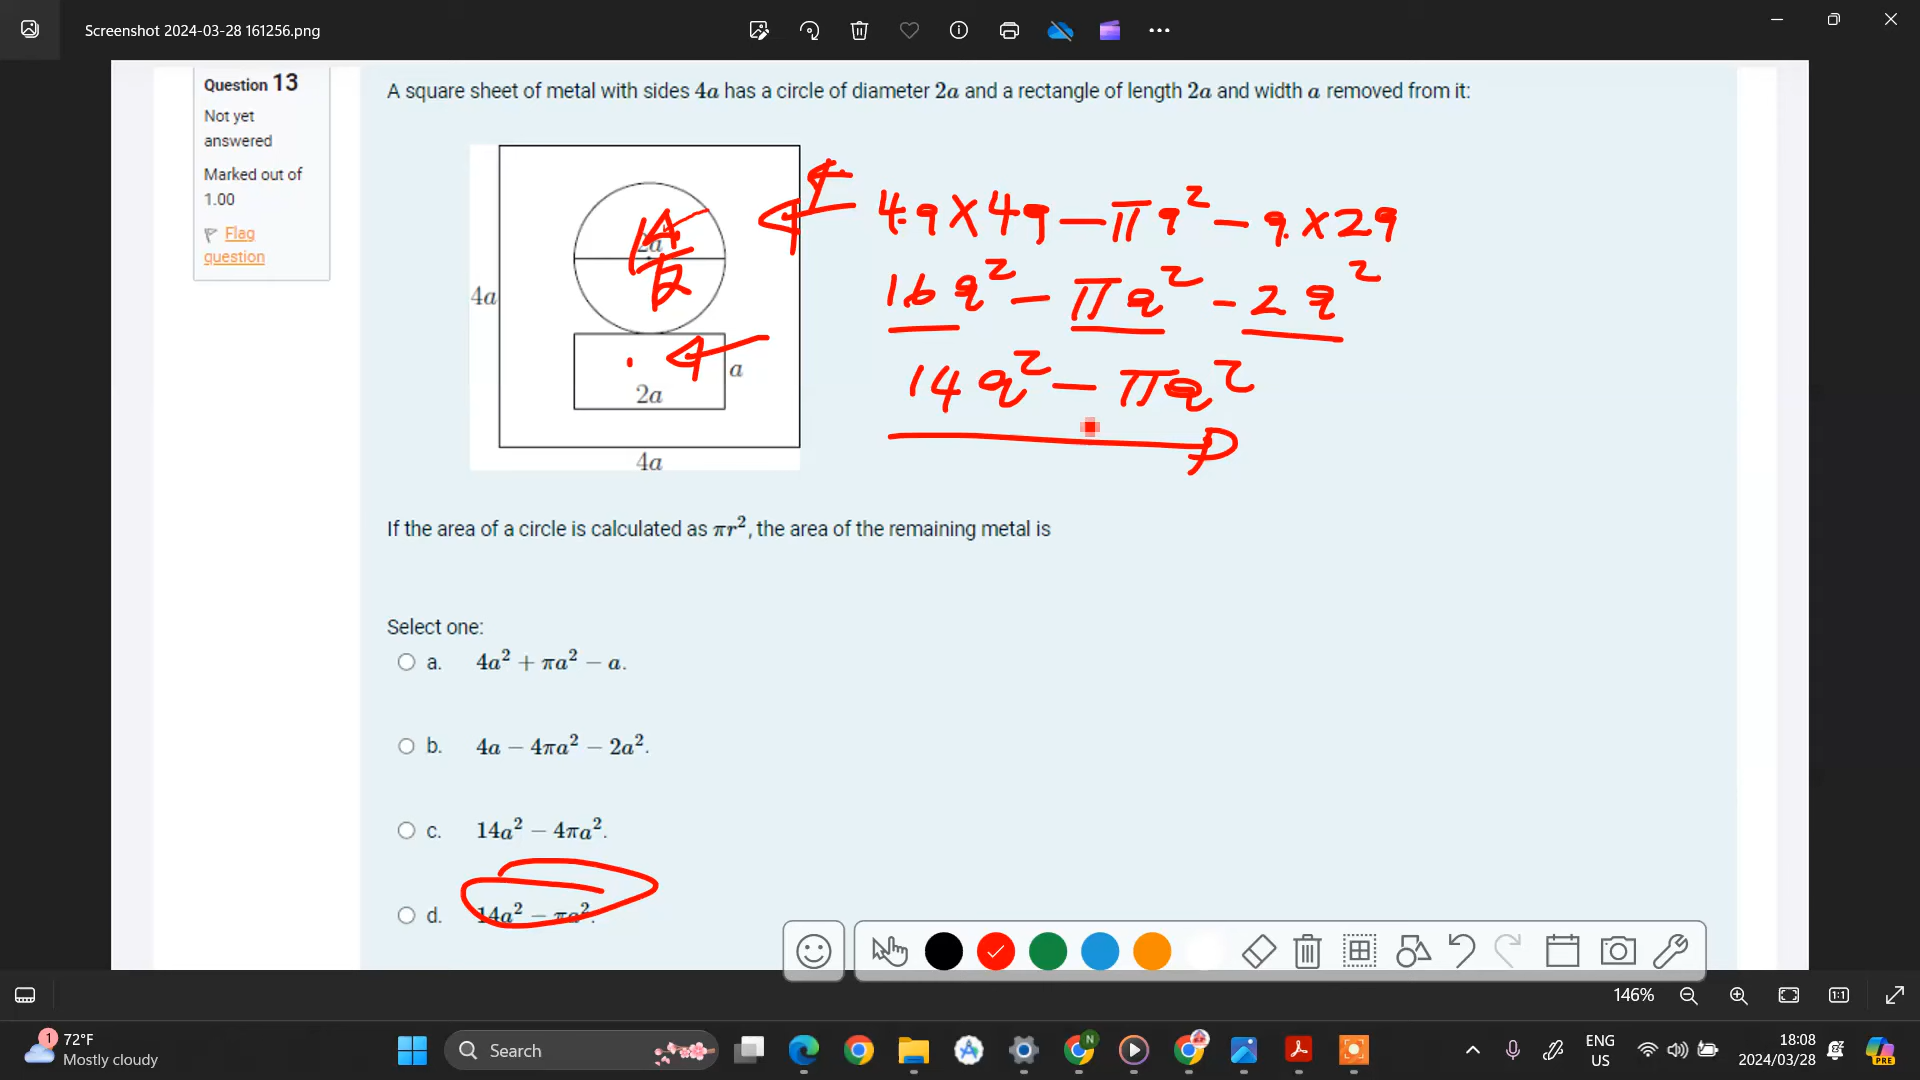 Screenshot 2024-03-28 161256.png
Question 13
Not yet
answered
Marked out of
1.00
Flag
question
A square sheet of metal with sides 4a has a circle of diameter 2a and a rectangle of length 2a and width a removed from it:
2a
4a
a
2a
4a
4a × 4a − πa² − a × 2a
16a² − πa² − 2a²
14a² − πa²
If the area of a circle is calculated as πr², the area of the remaining metal is
Select one:
a. 4a² + πa² − a.
b. 4a − 4πa² − 2a².
c. 14a² − 4πa².
d. 14a² − πa².
146%
1:1
1
72°F
Mostly cloudy
Search
N
ENG
US
18:08
2024/03/28
PRE